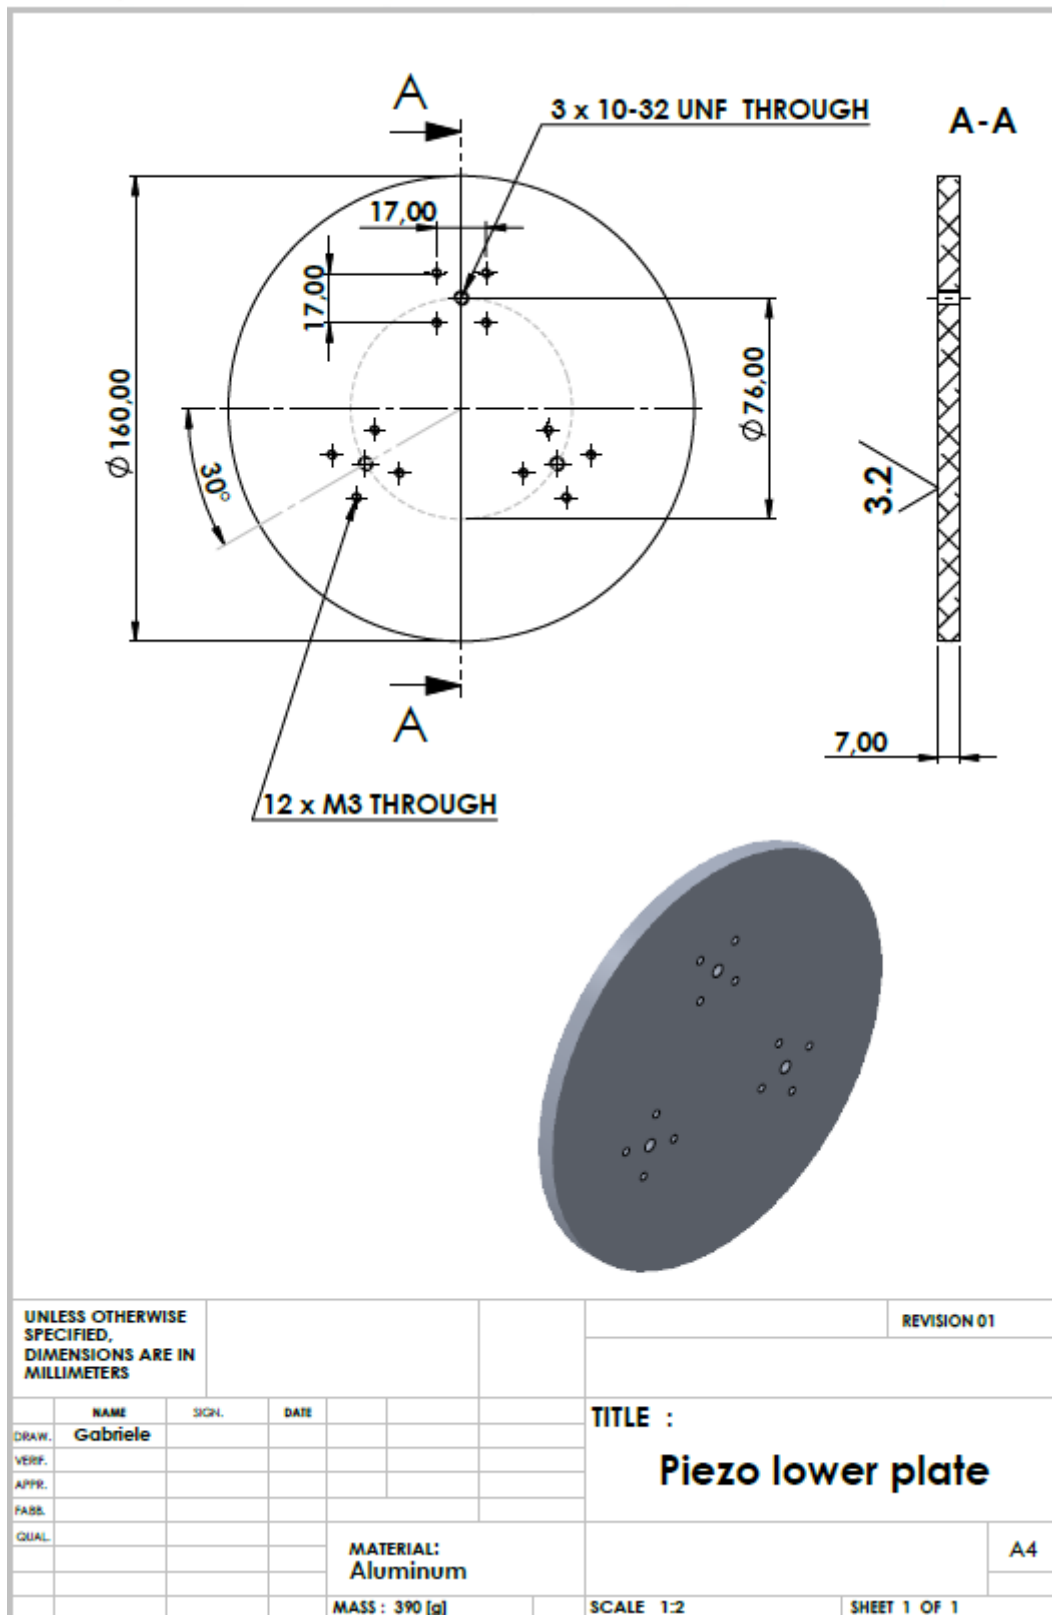 A
3 x 10-32 UNF THROUGH
A-A
17,00
17,00
Ø160,00
Ø76,00
30°
3.2
A
7,00
12 x M3 THROUGH
UNLESS OTHERWISE
SPECIFIED,
DIMENSIONS ARE IN
MILLIMETERS
REVISION 01
NAME SIGN. DATE
DRAW. Gabriele
VERIF.
APPR.
FABB.
QUAL.
TITLE :
Piezo lower plate
MATERIAL:
Aluminum
A4
MASS : 390 [g]
SCALE 1:2
SHEET 1 OF 1